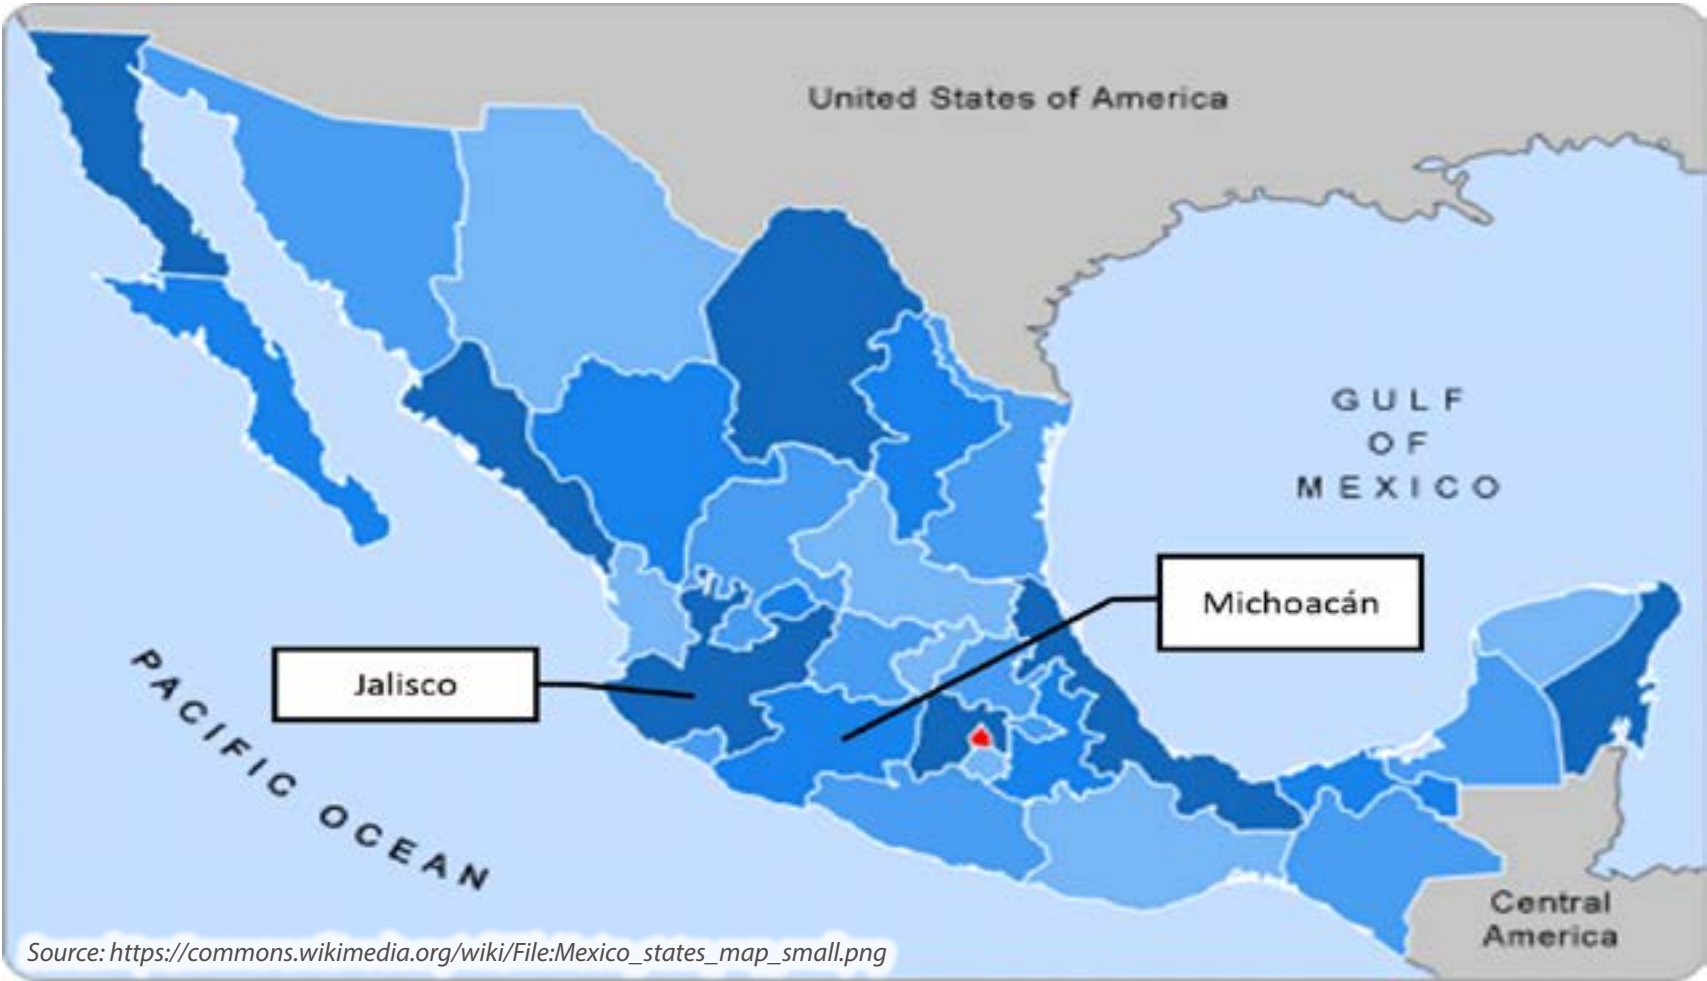 United States of America
GULF
OF
MEXICO
Michoacán
Jalisco
PACIFIC OCEAN
Central
America
Source: https://commons.wikimedia.org/wiki/File:Mexico_states_map_small.png